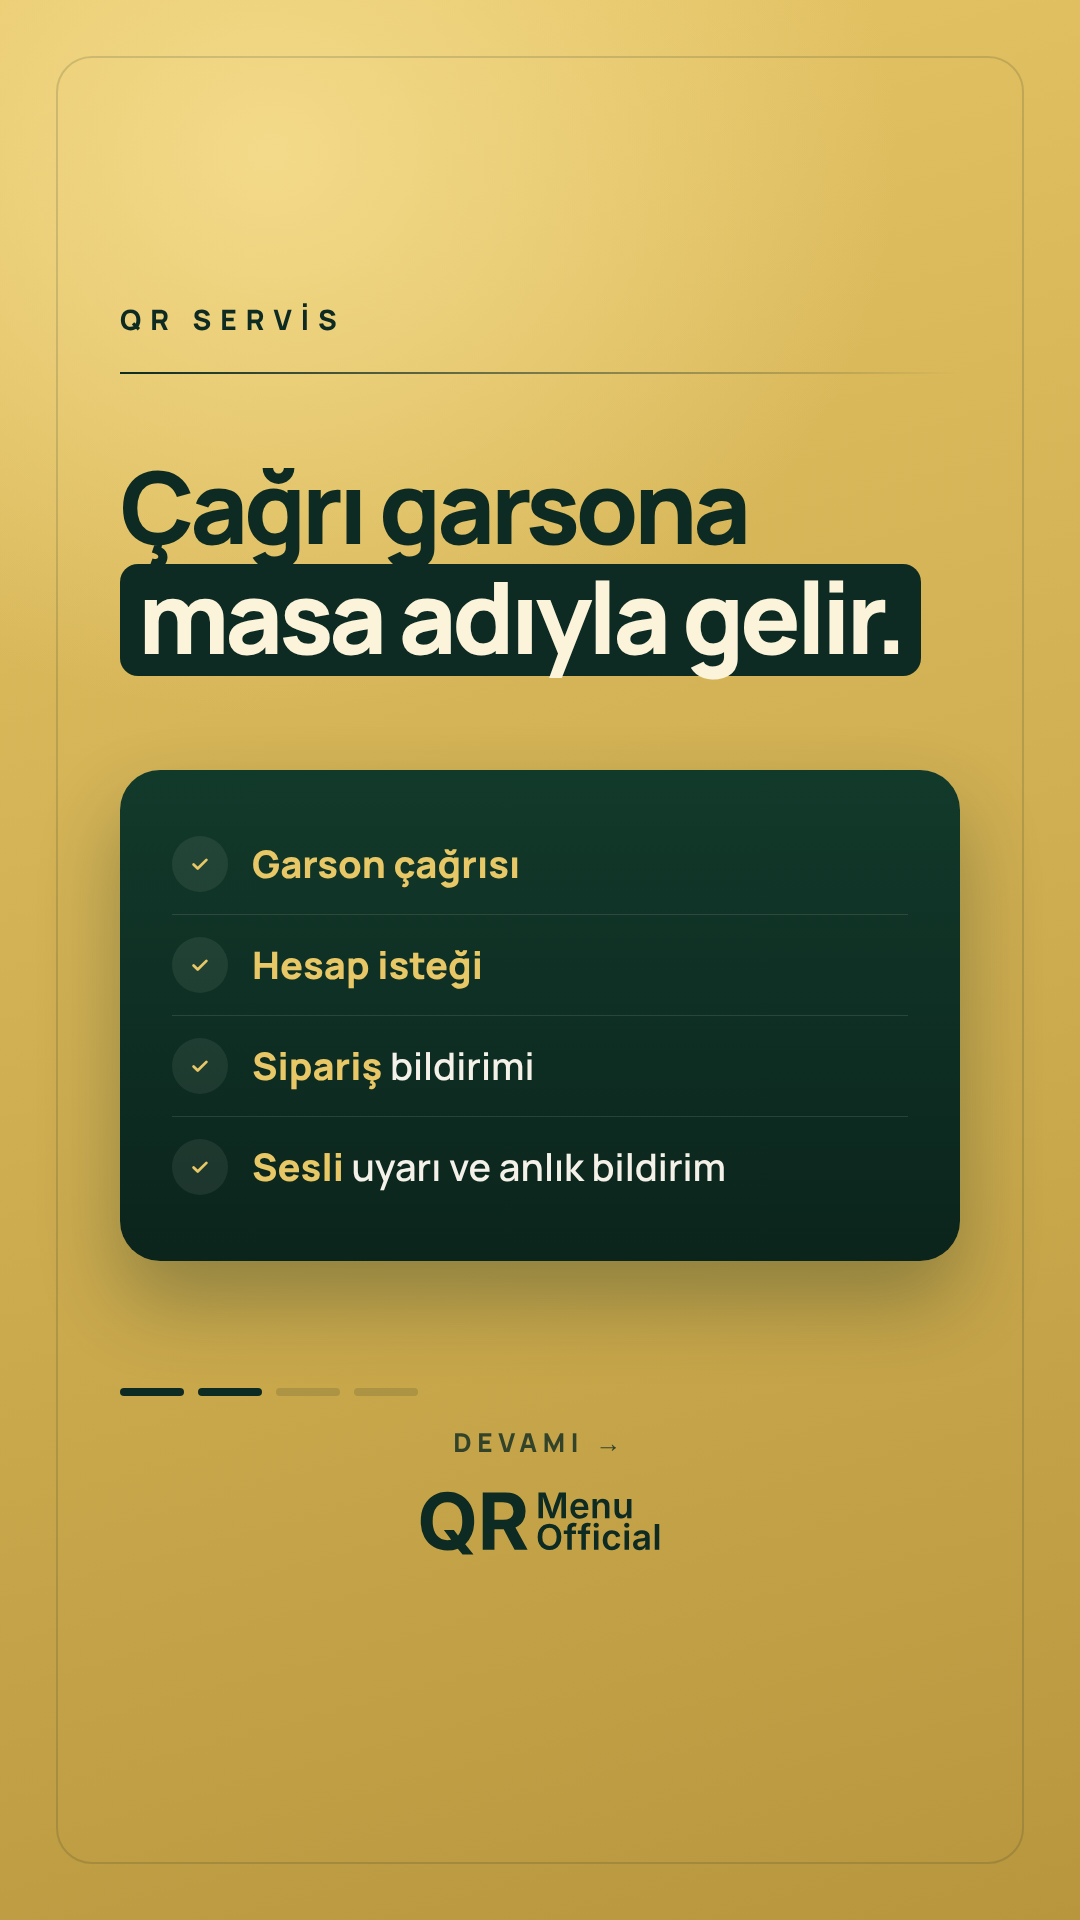 QR SERVİS
Çağrı garsona
masa adıyla gelir.
Garson çağrısı
Hesap isteği
Sipariş bildirimi
Sesli uyarı ve anlık bildirim
DEVAMI →
QR Menu
Official